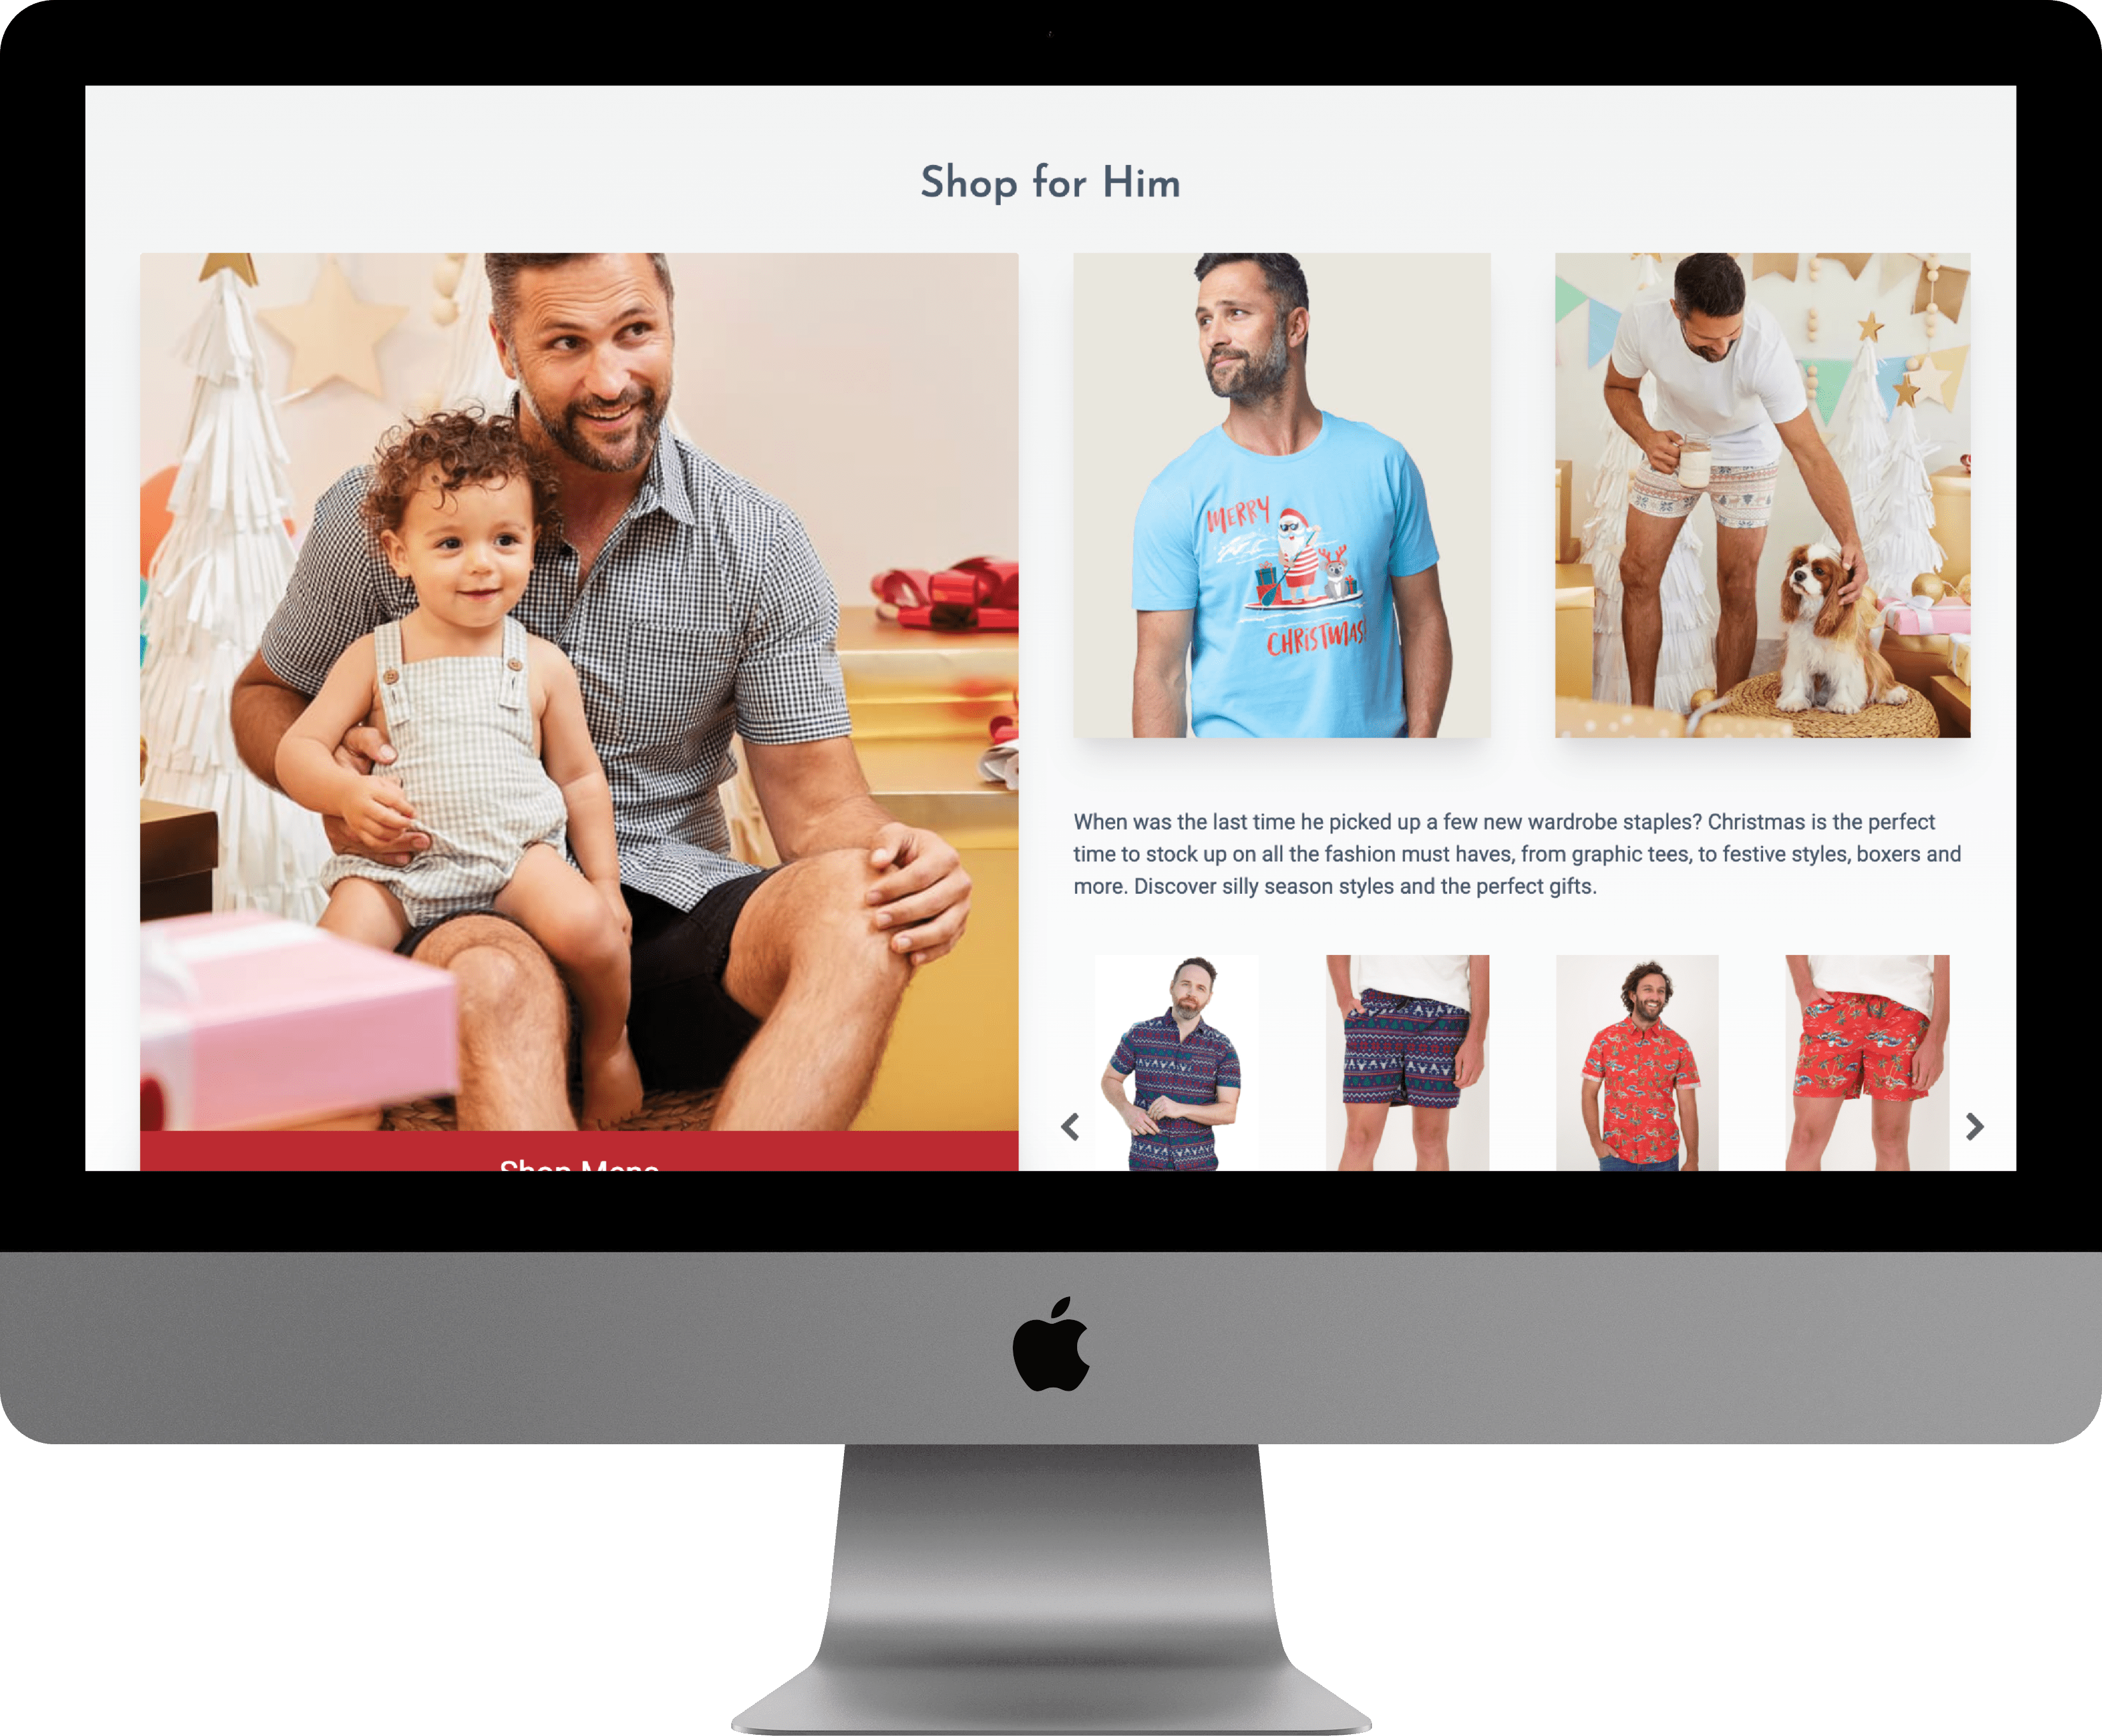 Shop for Him
MERRY
CHRISTMAS!
When was the last time he picked up a few new wardrobe staples? Christmas is the perfect
time to stock up on all the fashion must haves, from graphic tees, to festive styles, boxers and
more. Discover silly season styles and the perfect gifts.
Shop Mens